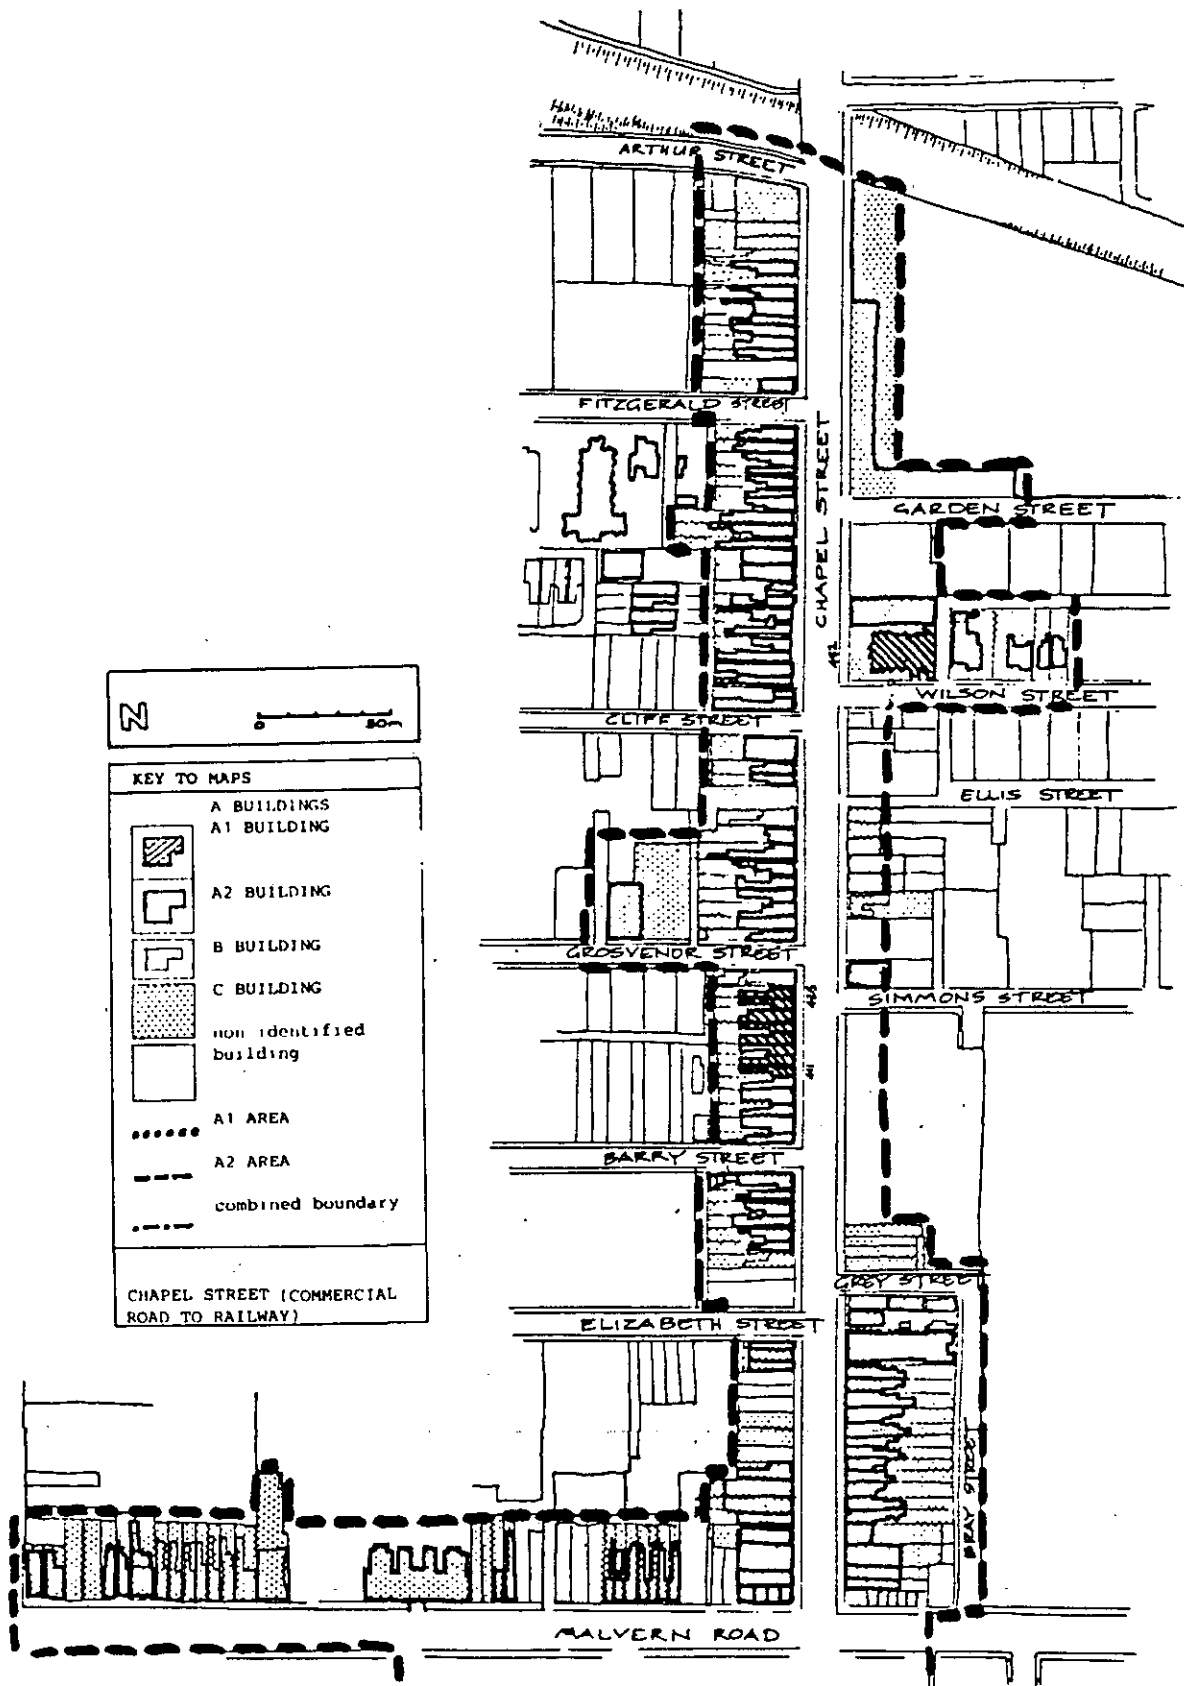 ARTHUR STREET
FITZGERALD STREET
CHAPEL STREET
GARDEN STREET
WILSON STREET
CLIFF STREET
ELLIS STREET
GROSVENOR STREET
SIMMONS STREET
BARRY STREET
GREY STREET
ELIZABETH STREET
BRAY STREET
MALVERN ROAD
N
0 50m
KEY TO MAPS
A BUILDINGS
A1 BUILDING
A2 BUILDING
B BUILDING
C BUILDING
non identified
building
A1 AREA
A2 AREA
combined boundary
CHAPEL STREET (COMMERCIAL
ROAD TO RAILWAY)